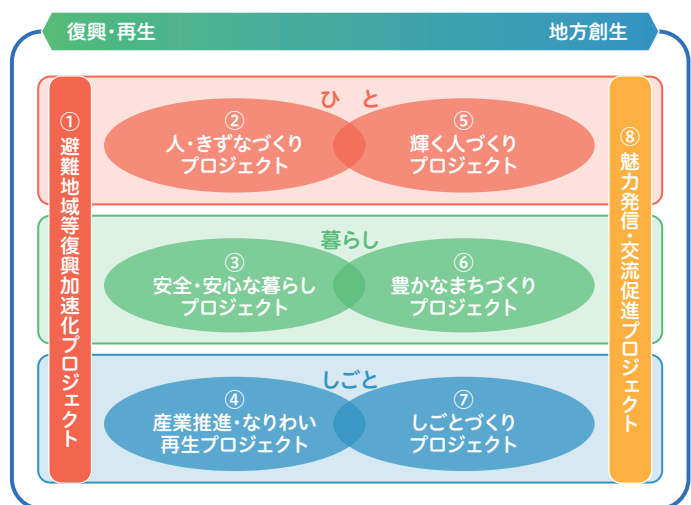 復興・再生
地方創生
①避難地域等復興加速化プロジェクト
ひと
②
人・きずなづくり
プロジェクト
⑤
輝く人づくり
プロジェクト
暮らし
③
安全・安心な暮らし
プロジェクト
⑥
豊かなまちづくり
プロジェクト
しごと
④
産業推進・なりわい
再生プロジェクト
⑦
しごとづくり
プロジェクト
⑧魅力発信・交流促進プロジェクト